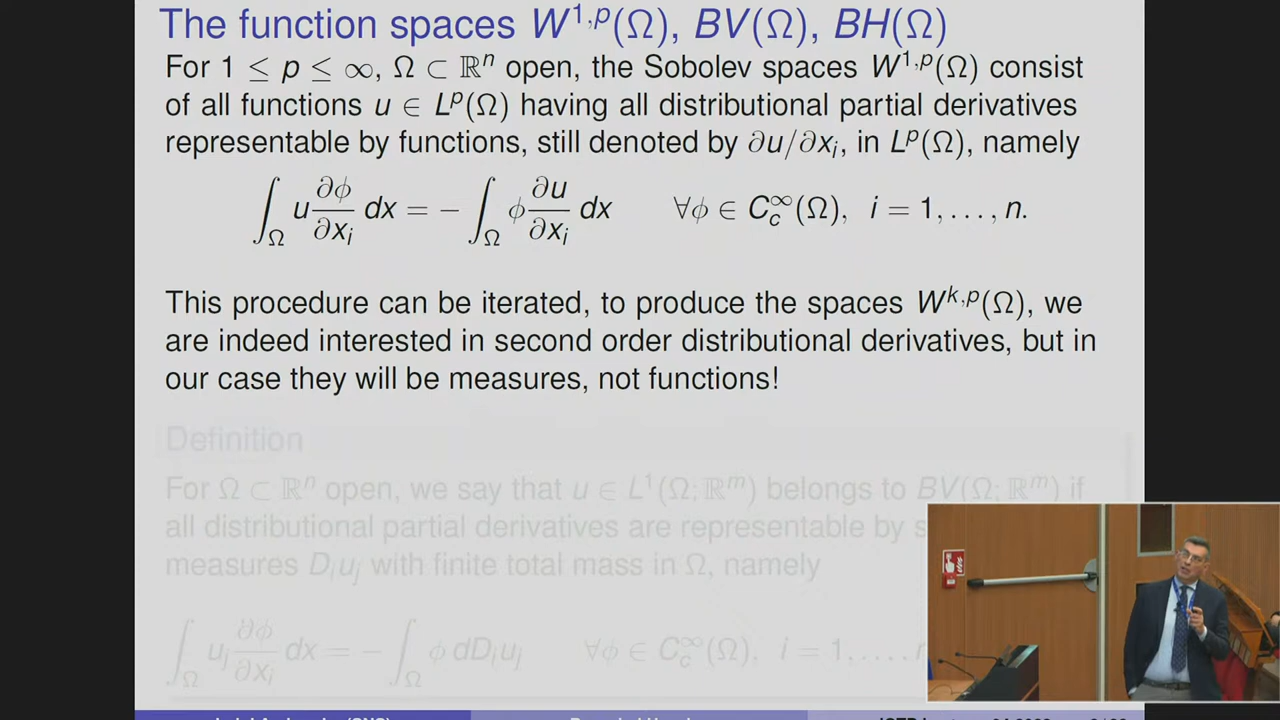 The function spaces W^{1,p}(Ω), BV(Ω), BH(Ω)
For 1 ≤ p ≤ ∞, Ω ⊂ ℝⁿ open, the Sobolev spaces W^{1,p}(Ω) consist
of all functions u ∈ L^p(Ω) having all distributional partial derivatives
representable by functions, still denoted by ∂u/∂x_i, in L^p(Ω), namely
∫_Ω u ∂φ/∂x_i dx = − ∫_Ω φ ∂u/∂x_i dx ∀φ ∈ C_c^∞(Ω), i = 1, . . . , n.
This procedure can be iterated, to produce the spaces W^{k,p}(Ω), we
are indeed interested in second order distributional derivatives, but in
our case they will be measures, not functions!
Definition
For Ω ⊂ ℝⁿ open, we say that u ∈ L¹(Ω; ℝ^m) belongs to BV(Ω; ℝ^m) if
all distributional partial derivatives are representable by
measures D_i u_j with finite total mass in Ω, namely
∫_Ω u_j ∂φ/∂x_i dx = − ∫_Ω φ dD_i u_j ∀φ ∈ C_c^∞(Ω), i = 1, . . . ,